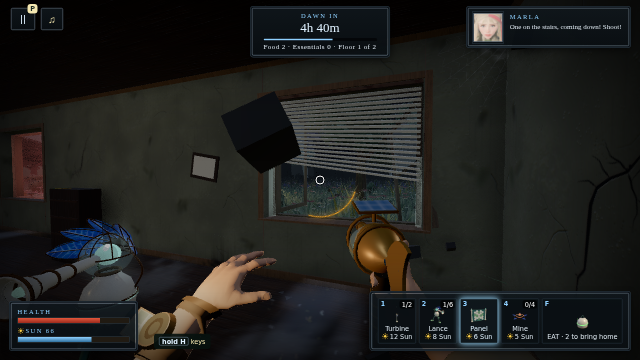 P
DAWN IN
4h 40m
Food 2 · Essentials 0 · Floor 1 of 2
MARLA
One on the stairs, coming down! Shoot!
HEALTH
SUN 66
hold H keys
1 1/2
Turbine
12 Sun
2 1/6
Lance
8 Sun
3
Panel
6 Sun
4 0/4
Mine
5 Sun
F
EAT · 2 to bring home